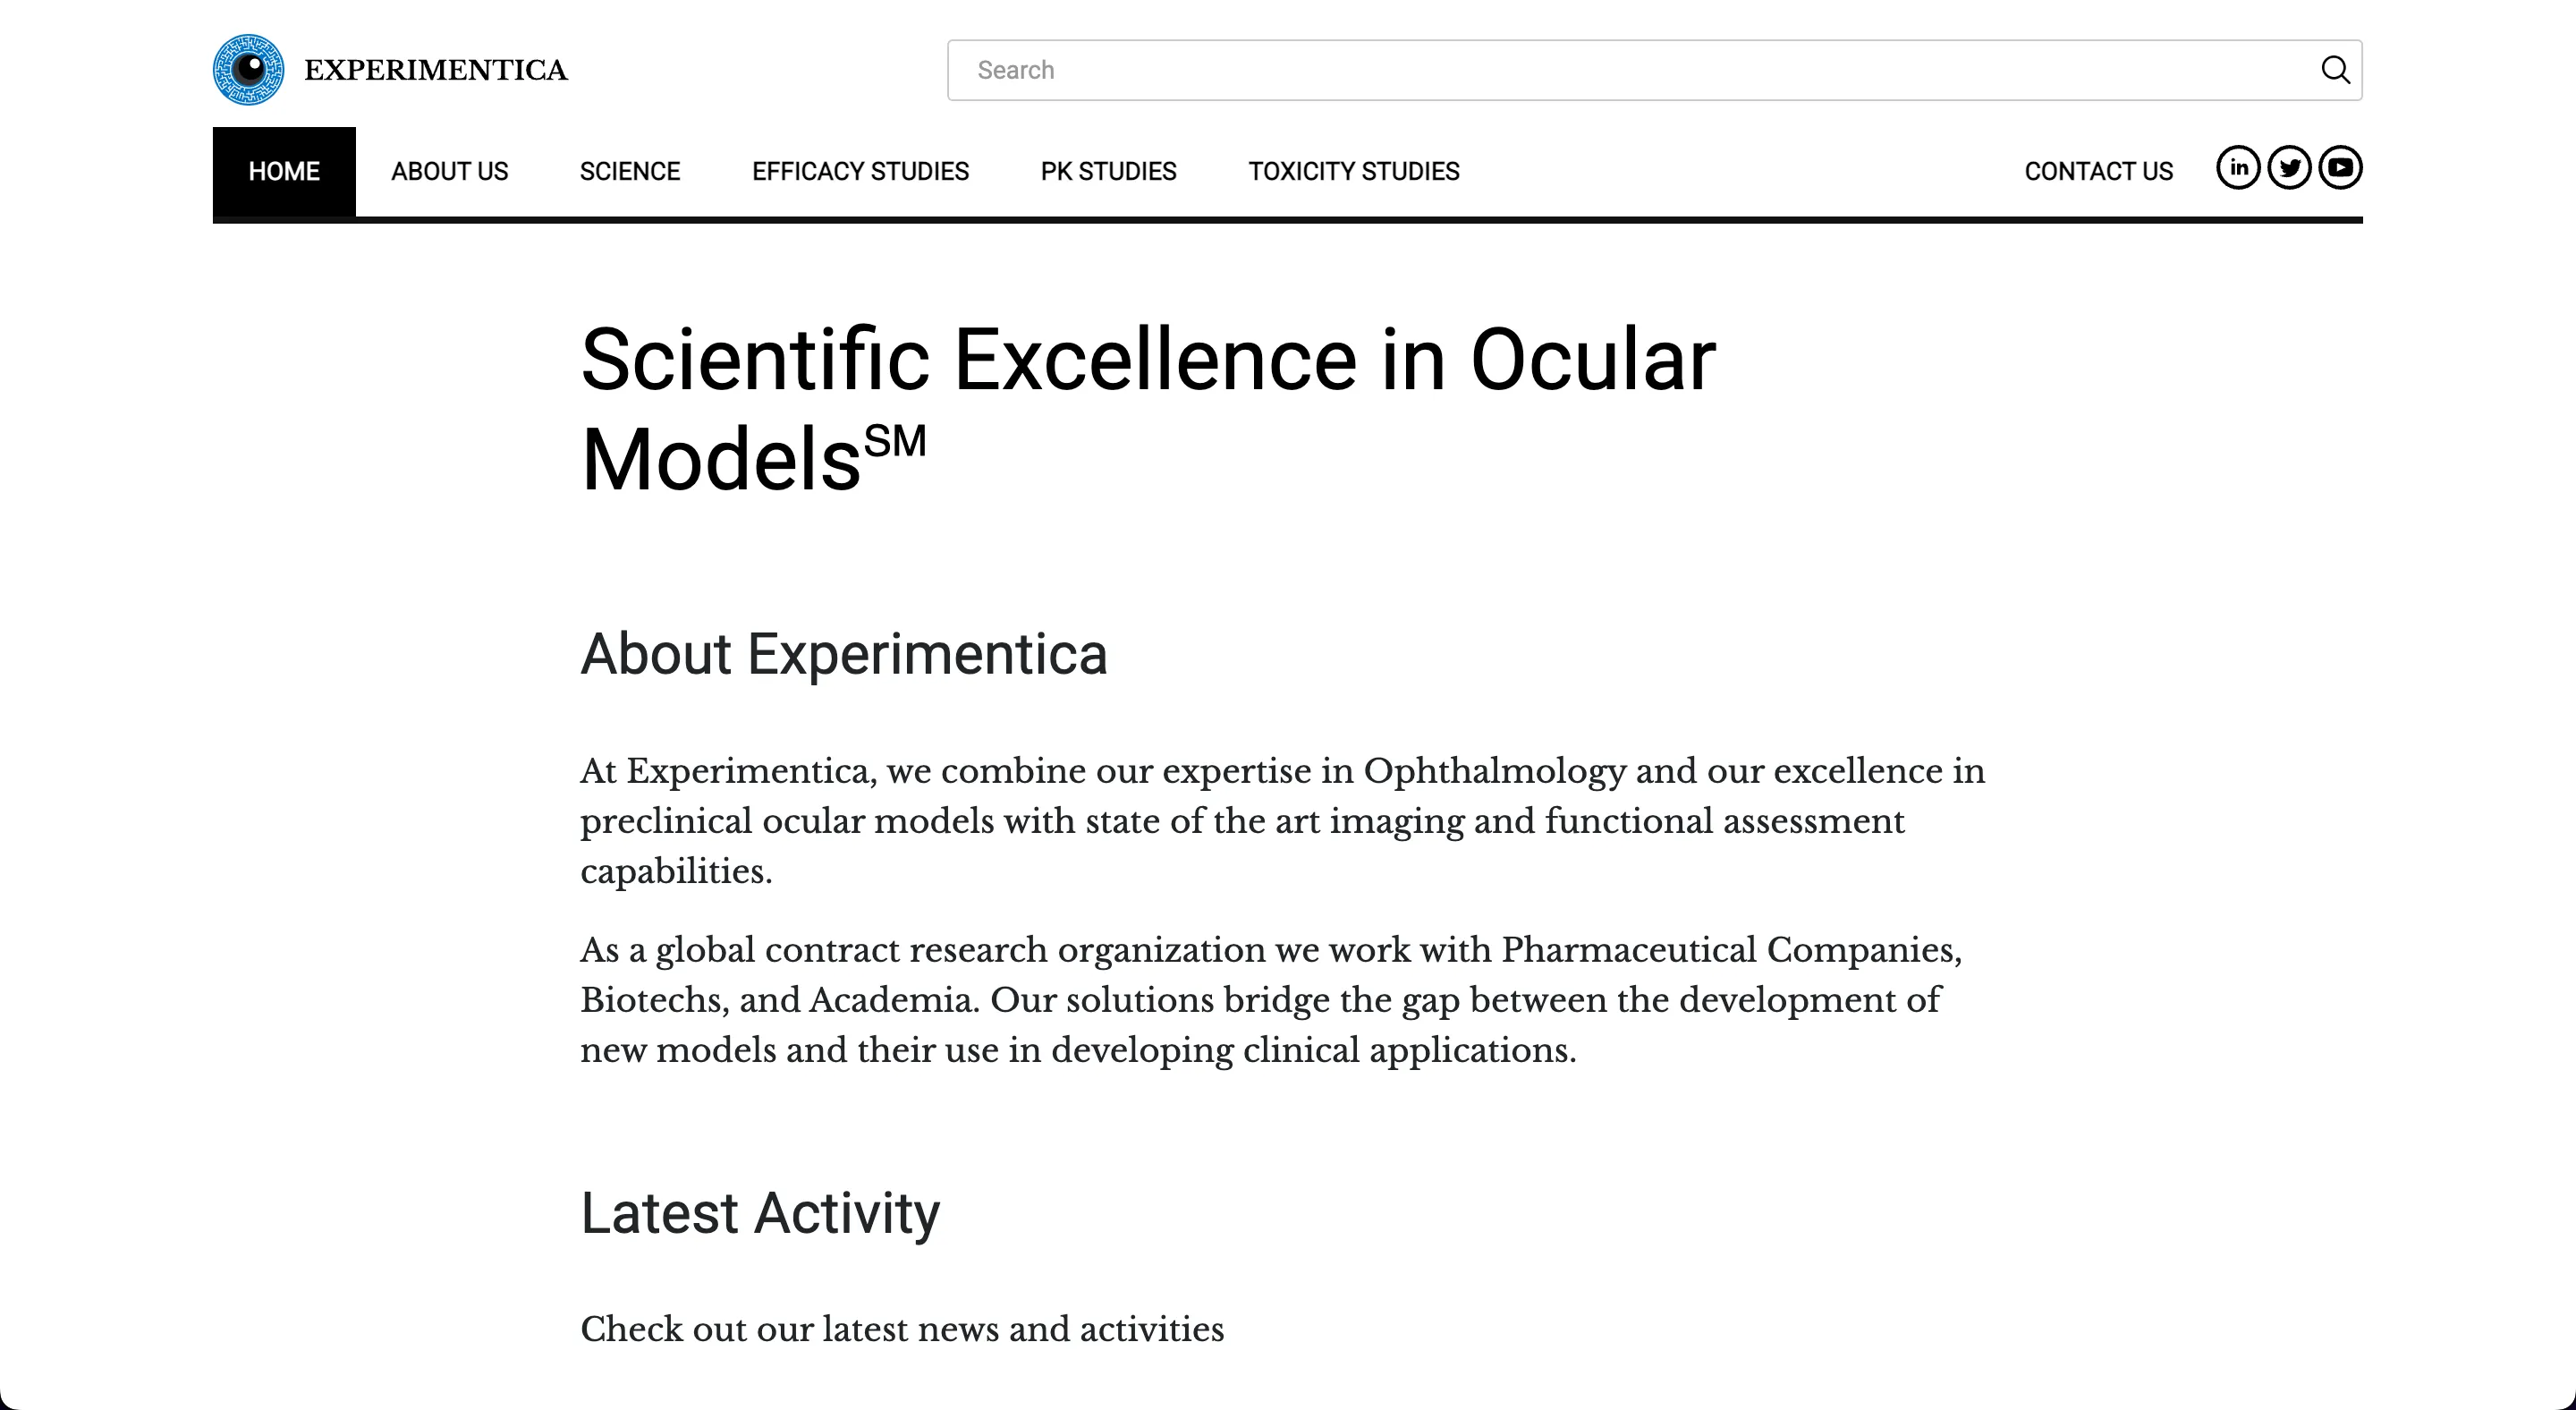 EXPERIMENTICA
Search
HOME
ABOUT US
SCIENCE
EFFICACY STUDIES
PK STUDIES
TOXICITY STUDIES
CONTACT US
in
Scientific Excellence in Ocular
Models℠
About Experimentica
At Experimentica, we combine our expertise in Ophthalmology and our excellence in
preclinical ocular models with state of the art imaging and functional assessment
capabilities.
As a global contract research organization we work with Pharmaceutical Companies,
Biotechs, and Academia. Our solutions bridge the gap between the development of
new models and their use in developing clinical applications.
Latest Activity
Check out our latest news and activities